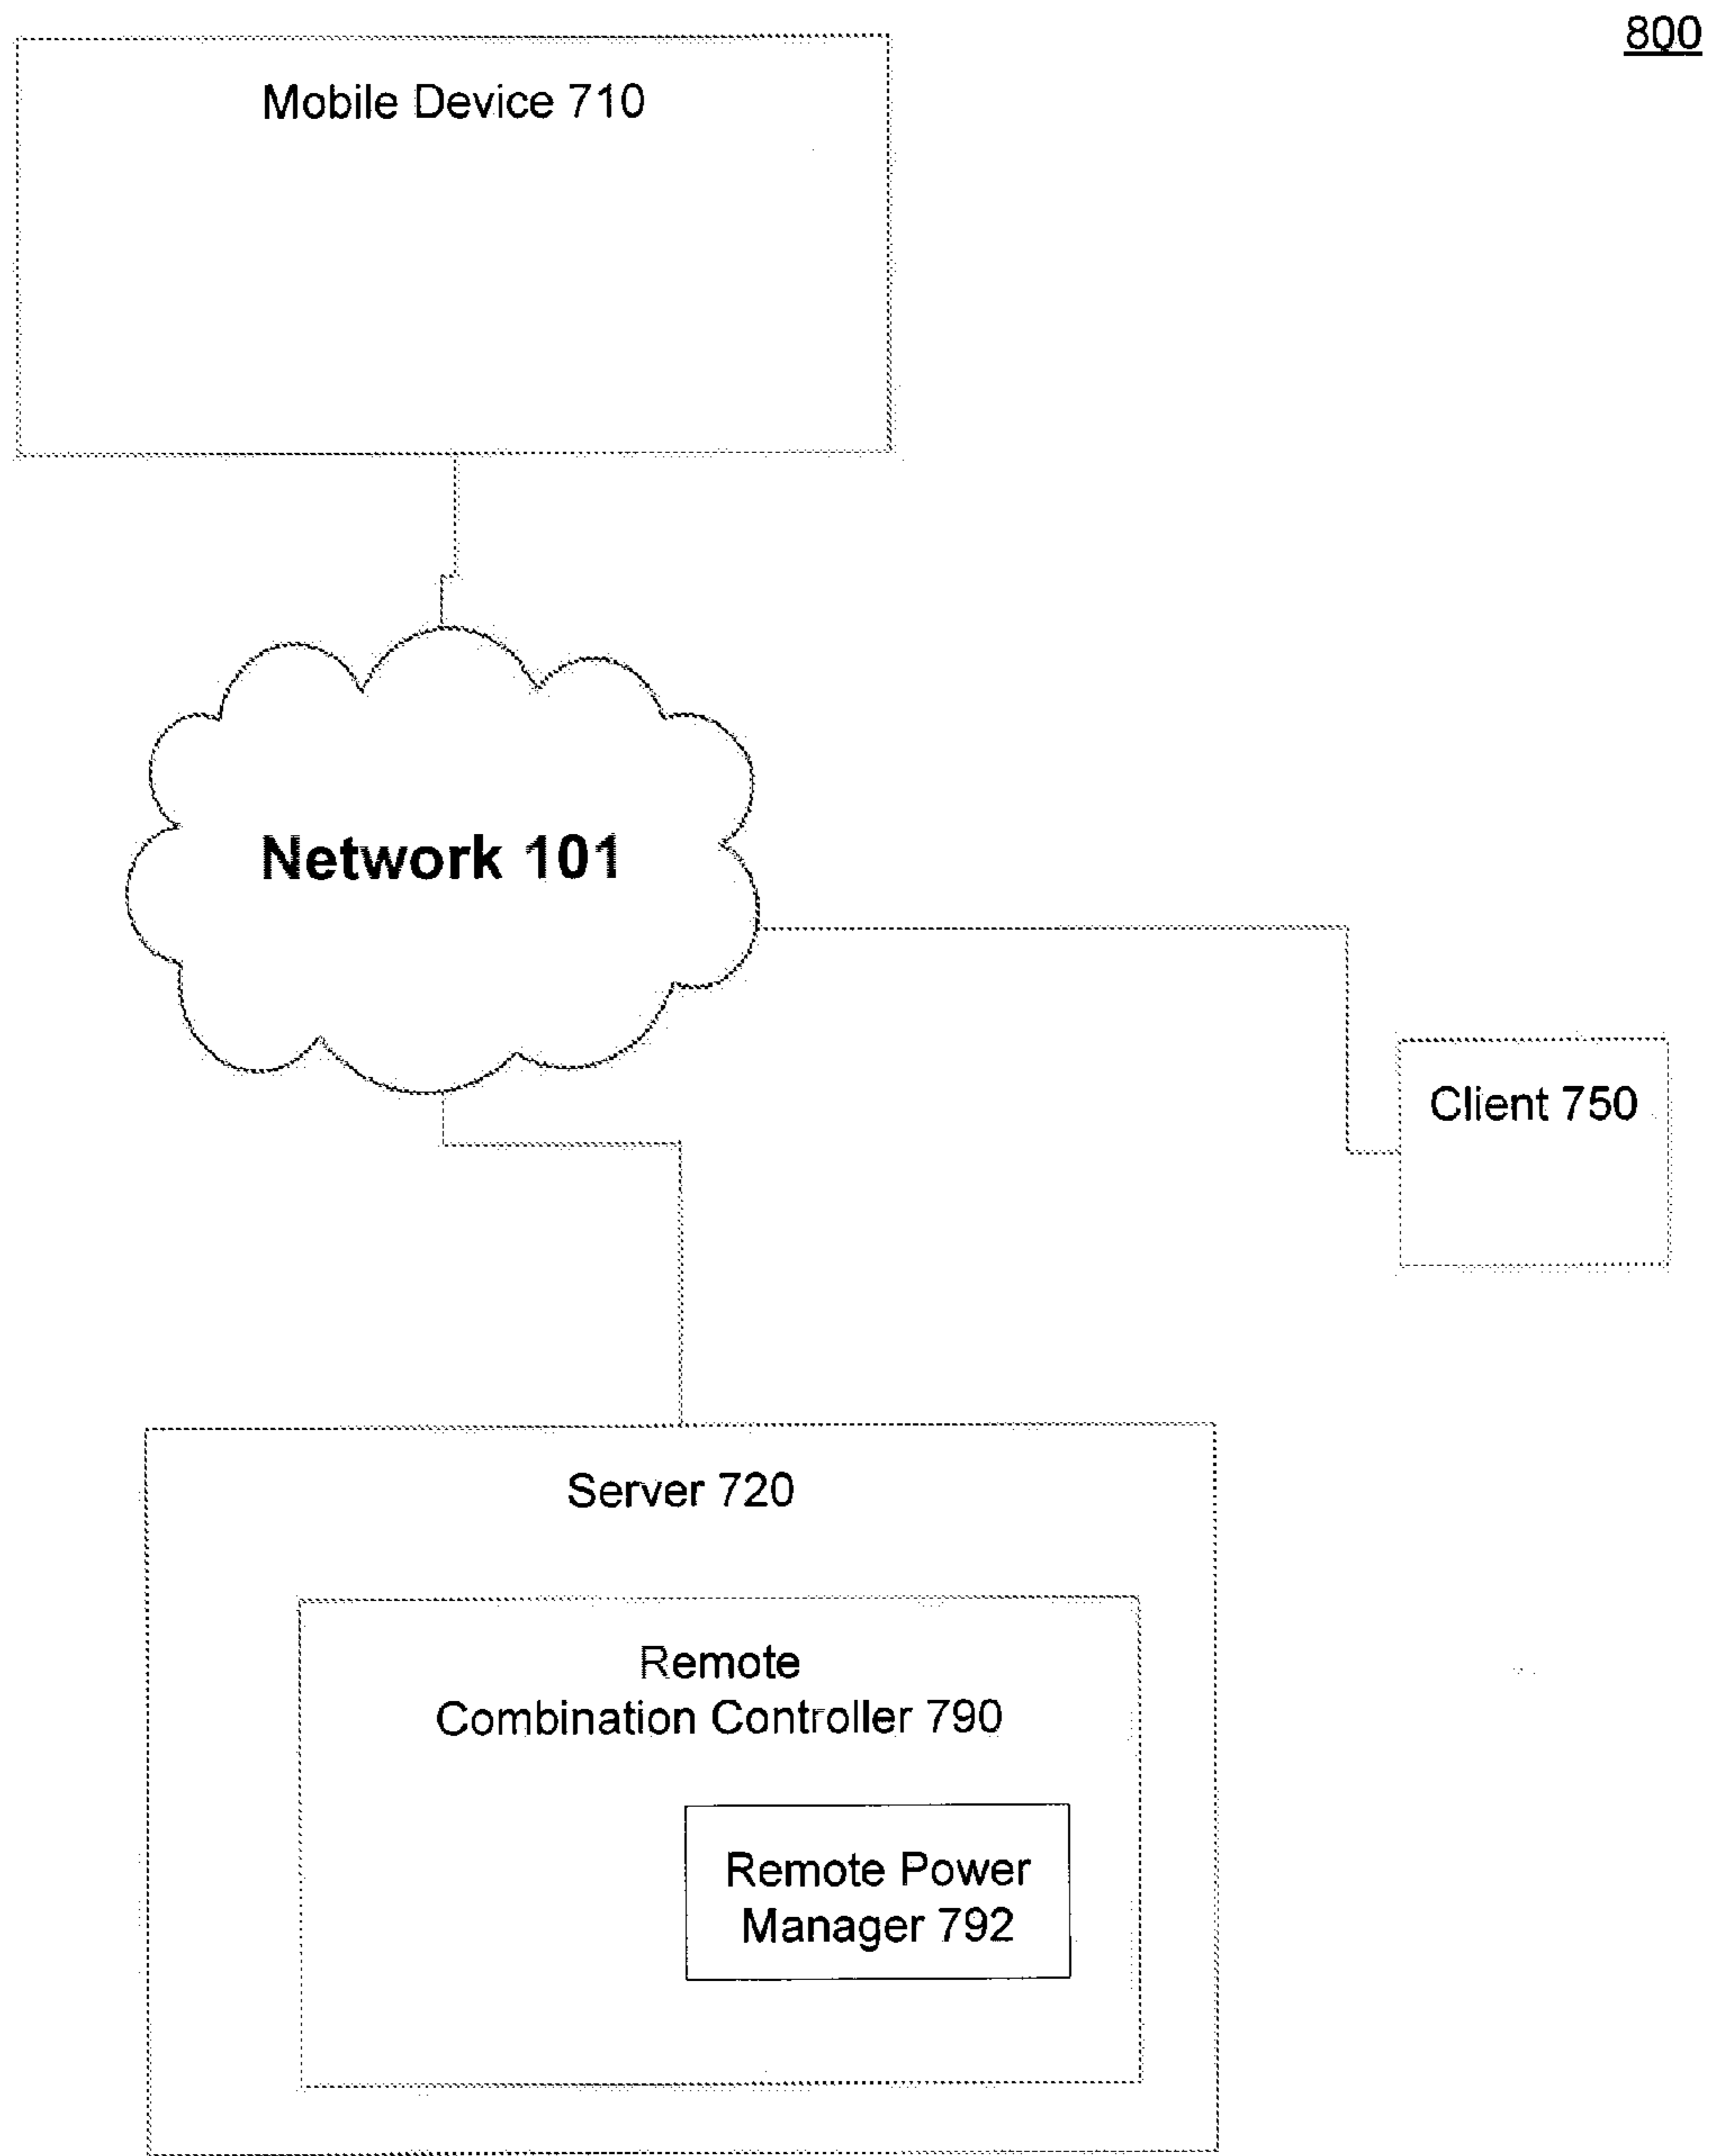 800
Mobile Device 710
Network 101
Client 750
Server 720
Remote
Combination Controller 790
Remote Power
Manager 792